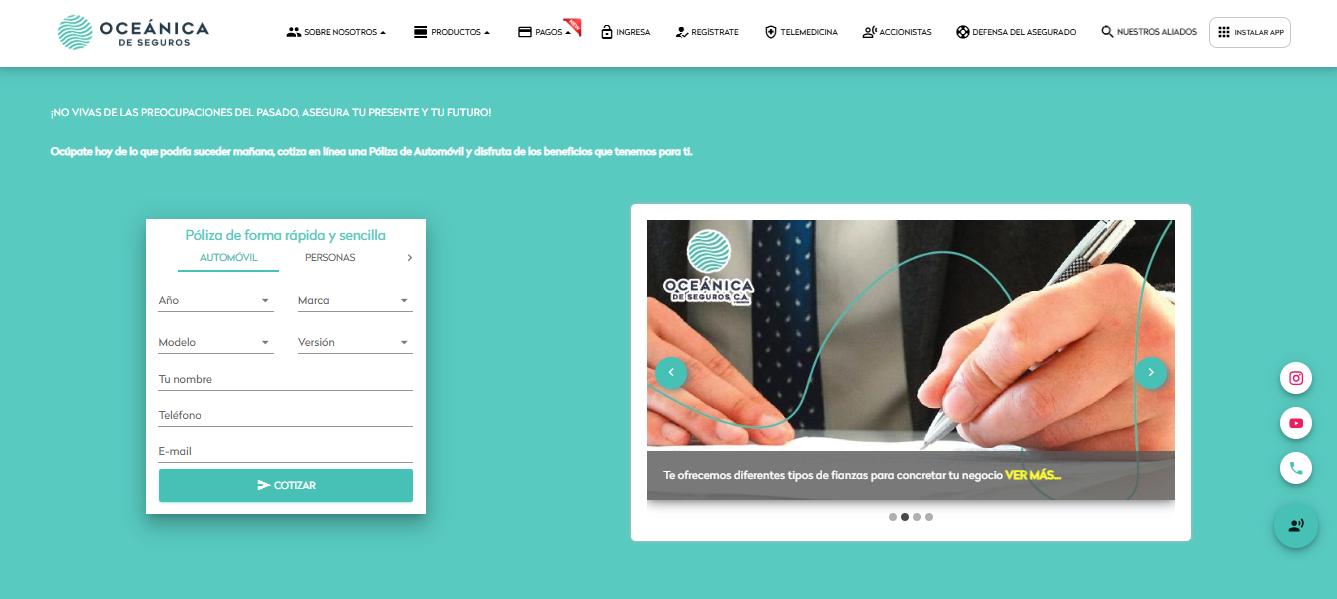 OCEÁNICA
DE SEGUROS
SOBRE NOSOTROS
PRODUCTOS
PAGOS
NEW
INGRESA
REGÍSTRATE
TELEMEDICINA
ACCIONISTAS
DEFENSA DEL ASEGURADO
NUESTROS ALIADOS
INSTALAR APP
¡NO VIVAS DE LAS PREOCUPACIONES DEL PASADO, ASEGURA TU PRESENTE Y TU FUTURO!
Ocúpate hoy de lo que podría suceder mañana, cotiza en línea una Póliza de Automóvil y disfruta de los beneficios que tenemos para ti.
Póliza de forma rápida y sencilla
AUTOMÓVIL
PERSONAS
Año
Marca
Modelo
Versión
Tu nombre
Teléfono
E-mail
COTIZAR
OCEÁNICA
DE SEGUROS, C.A.
Te ofrecemos diferentes tipos de fianzas para concretar tu negocio VER MÁS...